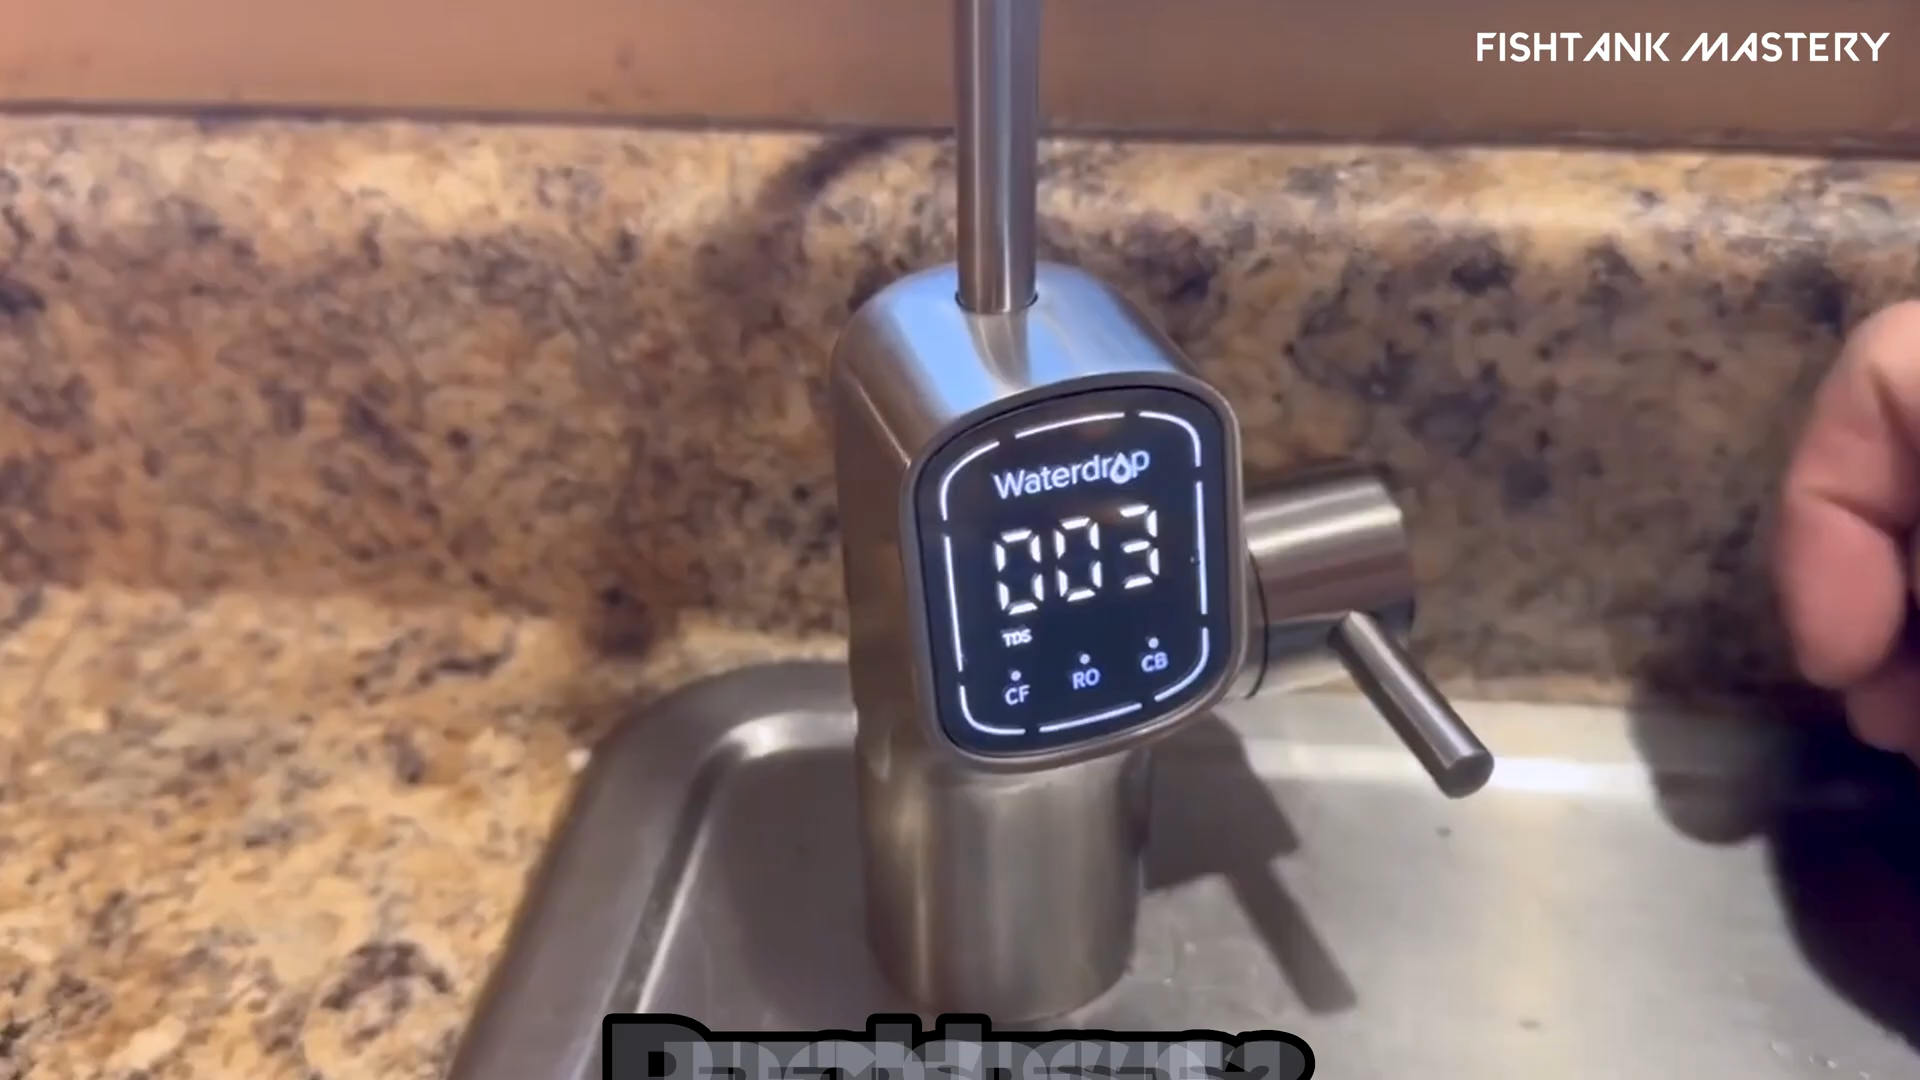 FISHTANK MASTERY
Waterdrop
003
TDS
CF RO CB